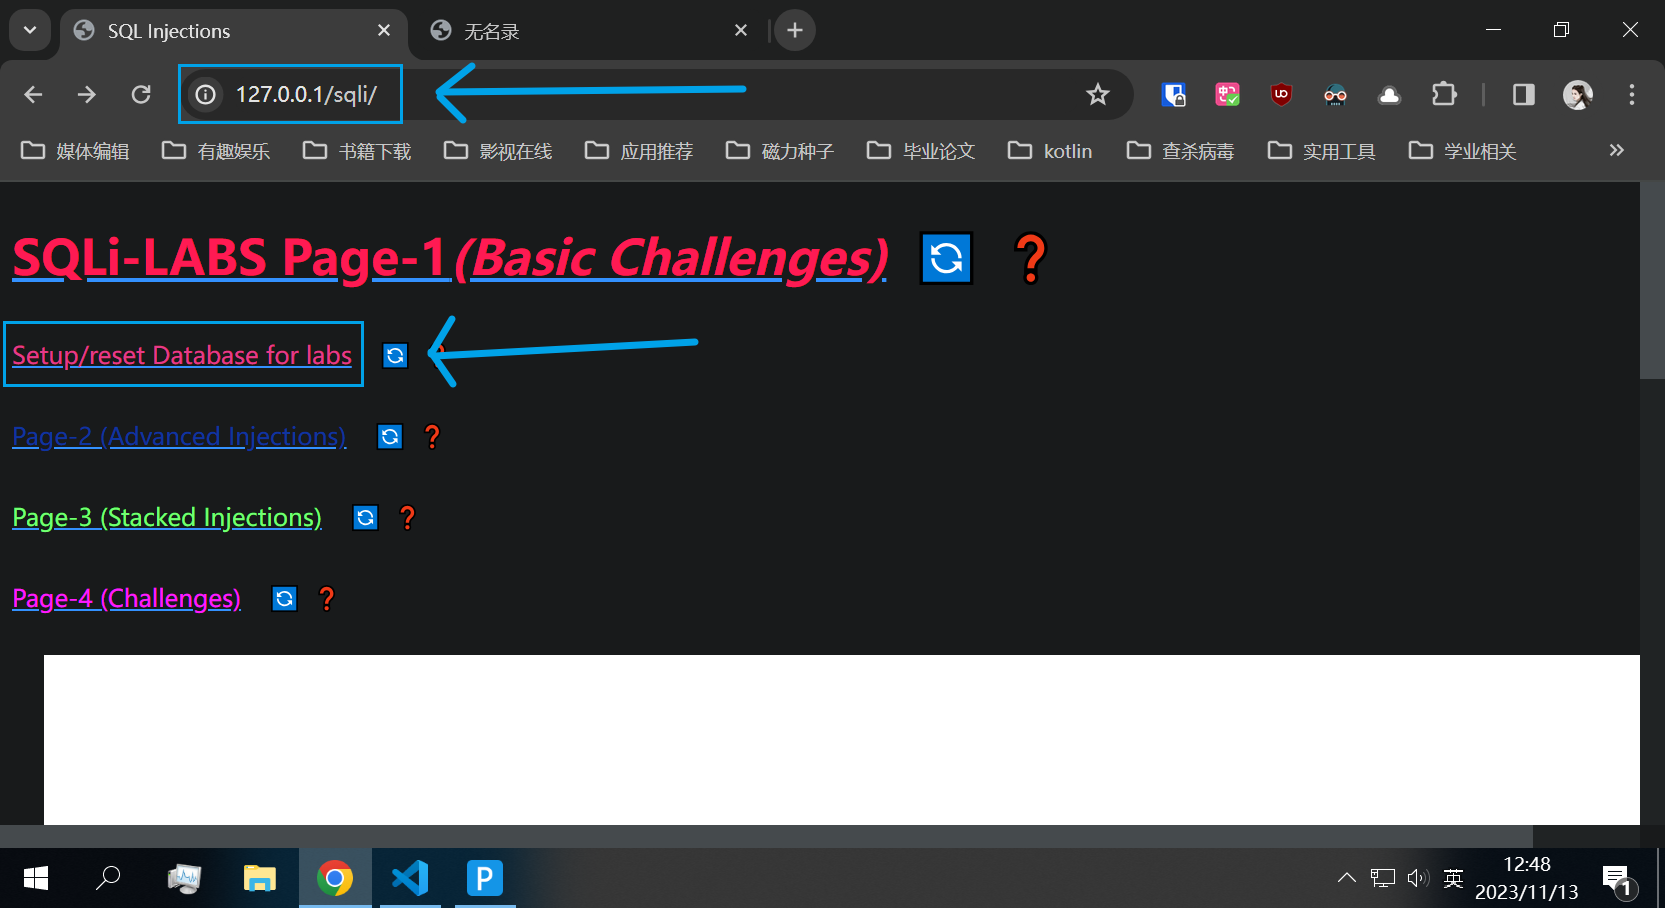 SQL Injections
无名录
127.0.0.1/sqli/
媒体编辑 有趣娱乐 书籍下载 影视在线 应用推荐 磁力种子 毕业论文 kotlin 查杀病毒 实用工具 学业相关
SQLi-LABS Page-1(Basic Challenges)
Setup/reset Database for labs
Page-2 (Advanced Injections)
Page-3 (Stacked Injections)
Page-4 (Challenges)
英
12:48
2023/11/13
1